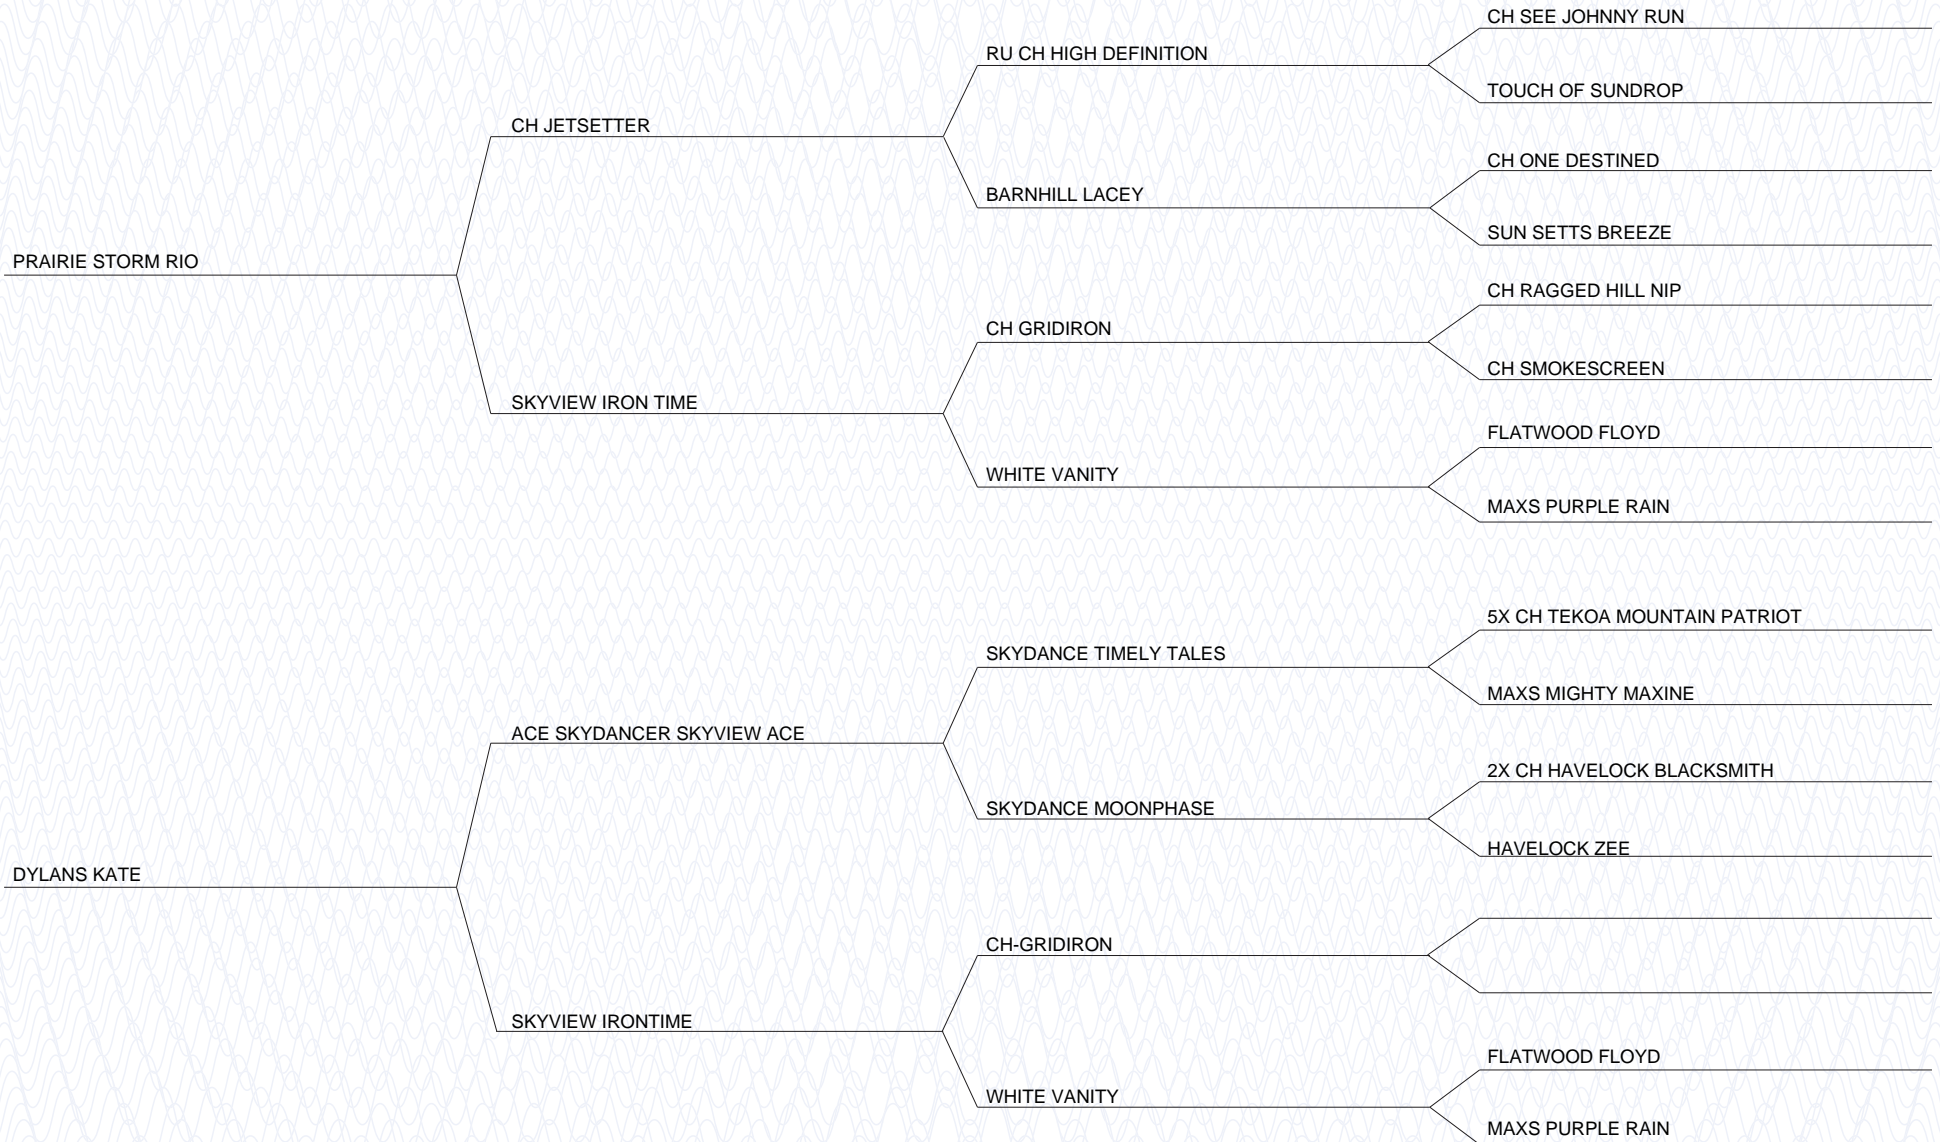 CH SEE JOHNNY RUN
RU CH HIGH DEFINITION
TOUCH OF SUNDROP
CH JETSETTER
CH ONE DESTINED
BARNHILL LACEY
SUN SETTS BREEZE
PRAIRIE STORM RIO
CH RAGGED HILL NIP
CH GRIDIRON
CH SMOKESCREEN
SKYVIEW IRON TIME
FLATWOOD FLOYD
WHITE VANITY
MAXS PURPLE RAIN
5X CH TEKOA MOUNTAIN PATRIOT
SKYDANCE TIMELY TALES
MAXS MIGHTY MAXINE
ACE SKYDANCER SKYVIEW ACE
2X CH HAVELOCK BLACKSMITH
SKYDANCE MOONPHASE
HAVELOCK ZEE
DYLANS KATE
CH-GRIDIRON
SKYVIEW IRONTIME
FLATWOOD FLOYD
WHITE VANITY
MAXS PURPLE RAIN